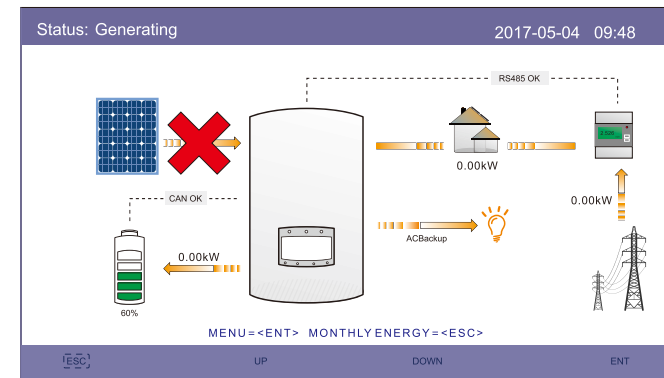 Status: Generating 2017-05-04 09:48
RS485 OK
0.00kW
0.00kW
CAN OK
ACBackup
0.00kW
60%
MENU=<ENT> MONTHLY ENERGY=<ESC>
ESC UP DOWN ENT